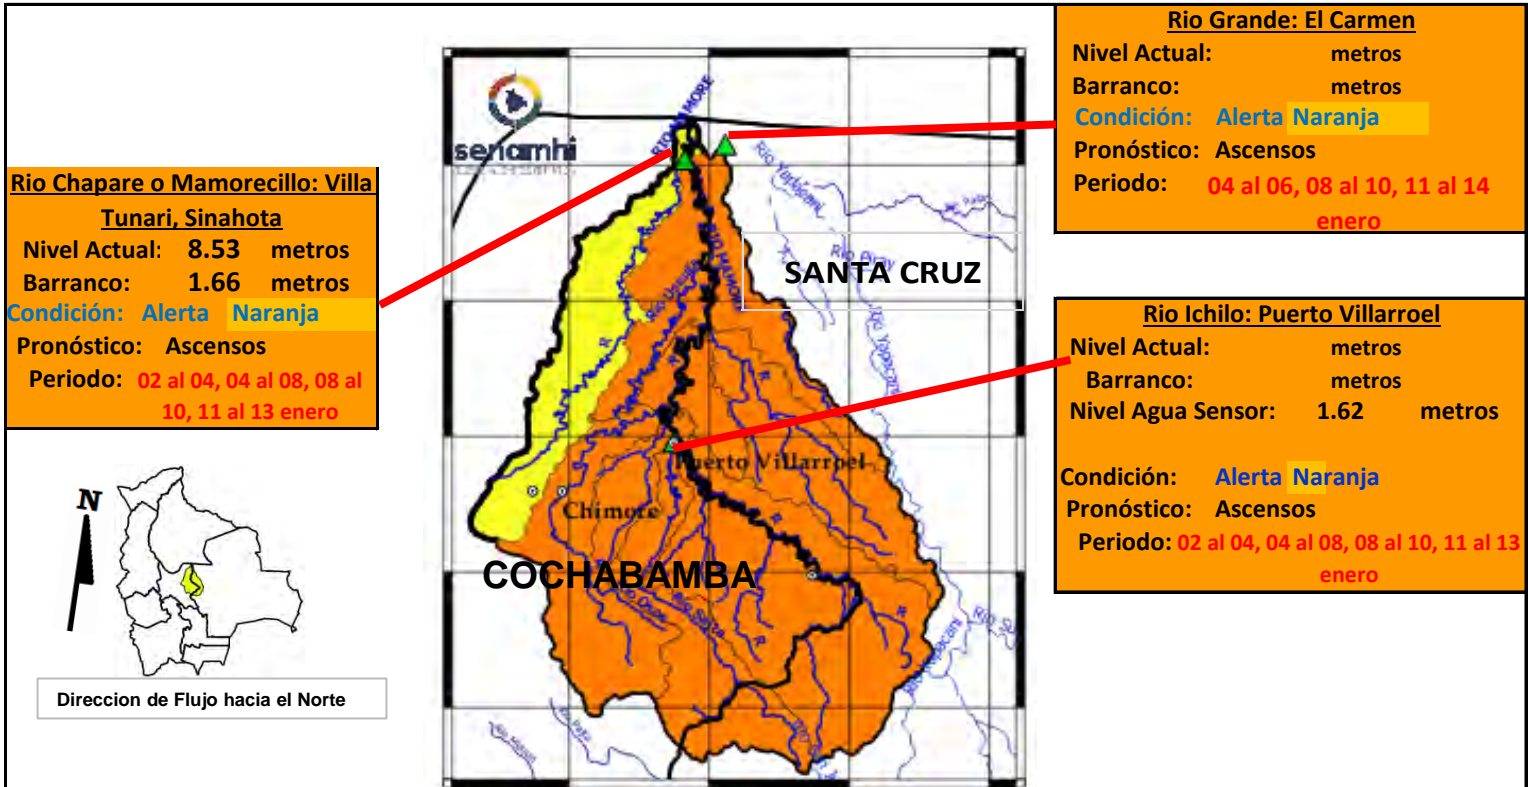 Rio Grande: El Carmen
Nivel Actual: metros
Barranco: metros
Condición: Alerta Naranja
Pronóstico: Ascensos
Periodo: 04 al 06, 08 al 10, 11 al 14
enero
Rio Chapare o Mamorecillo: Villa
Tunari, Sinahota
Nivel Actual: 8.53 metros
Barranco: 1.66 metros
Condición: Alerta Naranja
Pronóstico: Ascensos
Periodo: 02 al 04, 04 al 08, 08 al
10, 11 al 13 enero
Rio Ichilo: Puerto Villarroel
Nivel Actual: metros
Barranco: metros
Nivel Agua Sensor: 1.62 metros
Condición: Alerta Naranja
Pronóstico: Ascensos
Periodo: 02 al 04, 04 al 08, 08 al 10, 11 al 13
enero
senamhi
Rio Yapacani
Rio Piray
SANTA CRUZ
Puerto Villarroel
Chimore
COCHABAMBA
N
Direccion de Flujo hacia el Norte